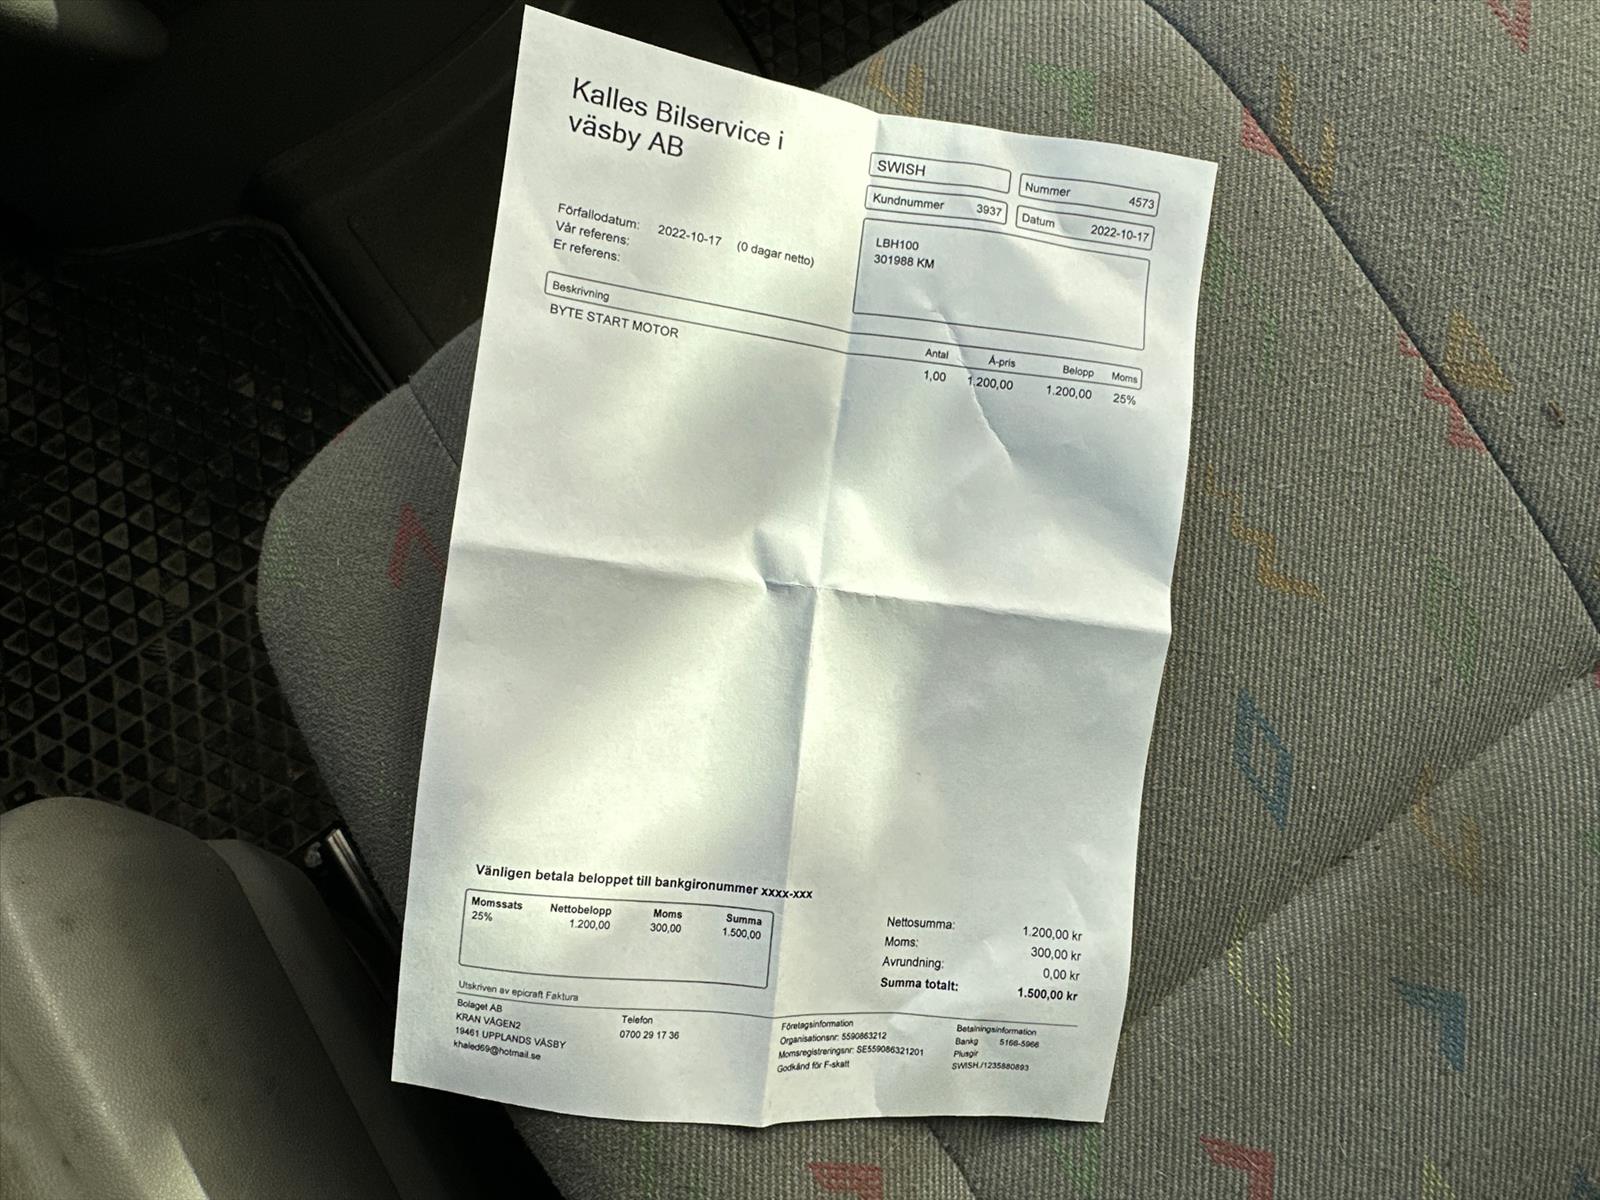 Kalles Bilservice i
väsby AB
SWISH
Nummer 4573
Kundnummer 3937
Datum 2022-10-17
Förfallodatum: 2022-10-17 (0 dagar netto)
Vår referens:
Er referens:
LBH100
301988 KM
Beskrivning Antal Á-pris Belopp Moms
BYTE START MOTOR 1,00 1.200,00 1.200,00 25%
Vänligen betala beloppet till bankgironummer xxxx-xxx
Momssats Nettobelopp Moms Summa
25% 1.200,00 300,00 1.500,00
Nettosumma: 1.200,00 kr
Moms: 300,00 kr
Avrundning: 0,00 kr
Summa totalt: 1.500,00 kr
Utskriven av epicraft Faktura
Bolaget AB
KRAN VÄGEN2
19461 UPPLANDS VÄSBY
khaled69@hotmail.se
Telefon
0700 29 17 36
Företagsinformation
Organisationsnr: 5590863212
Momsregistreringsnr: SE559086321201
Godkänd för F-skatt
Betalningsinformation
Bankg 5166-5966
Plusgir
SWISH./1235880893